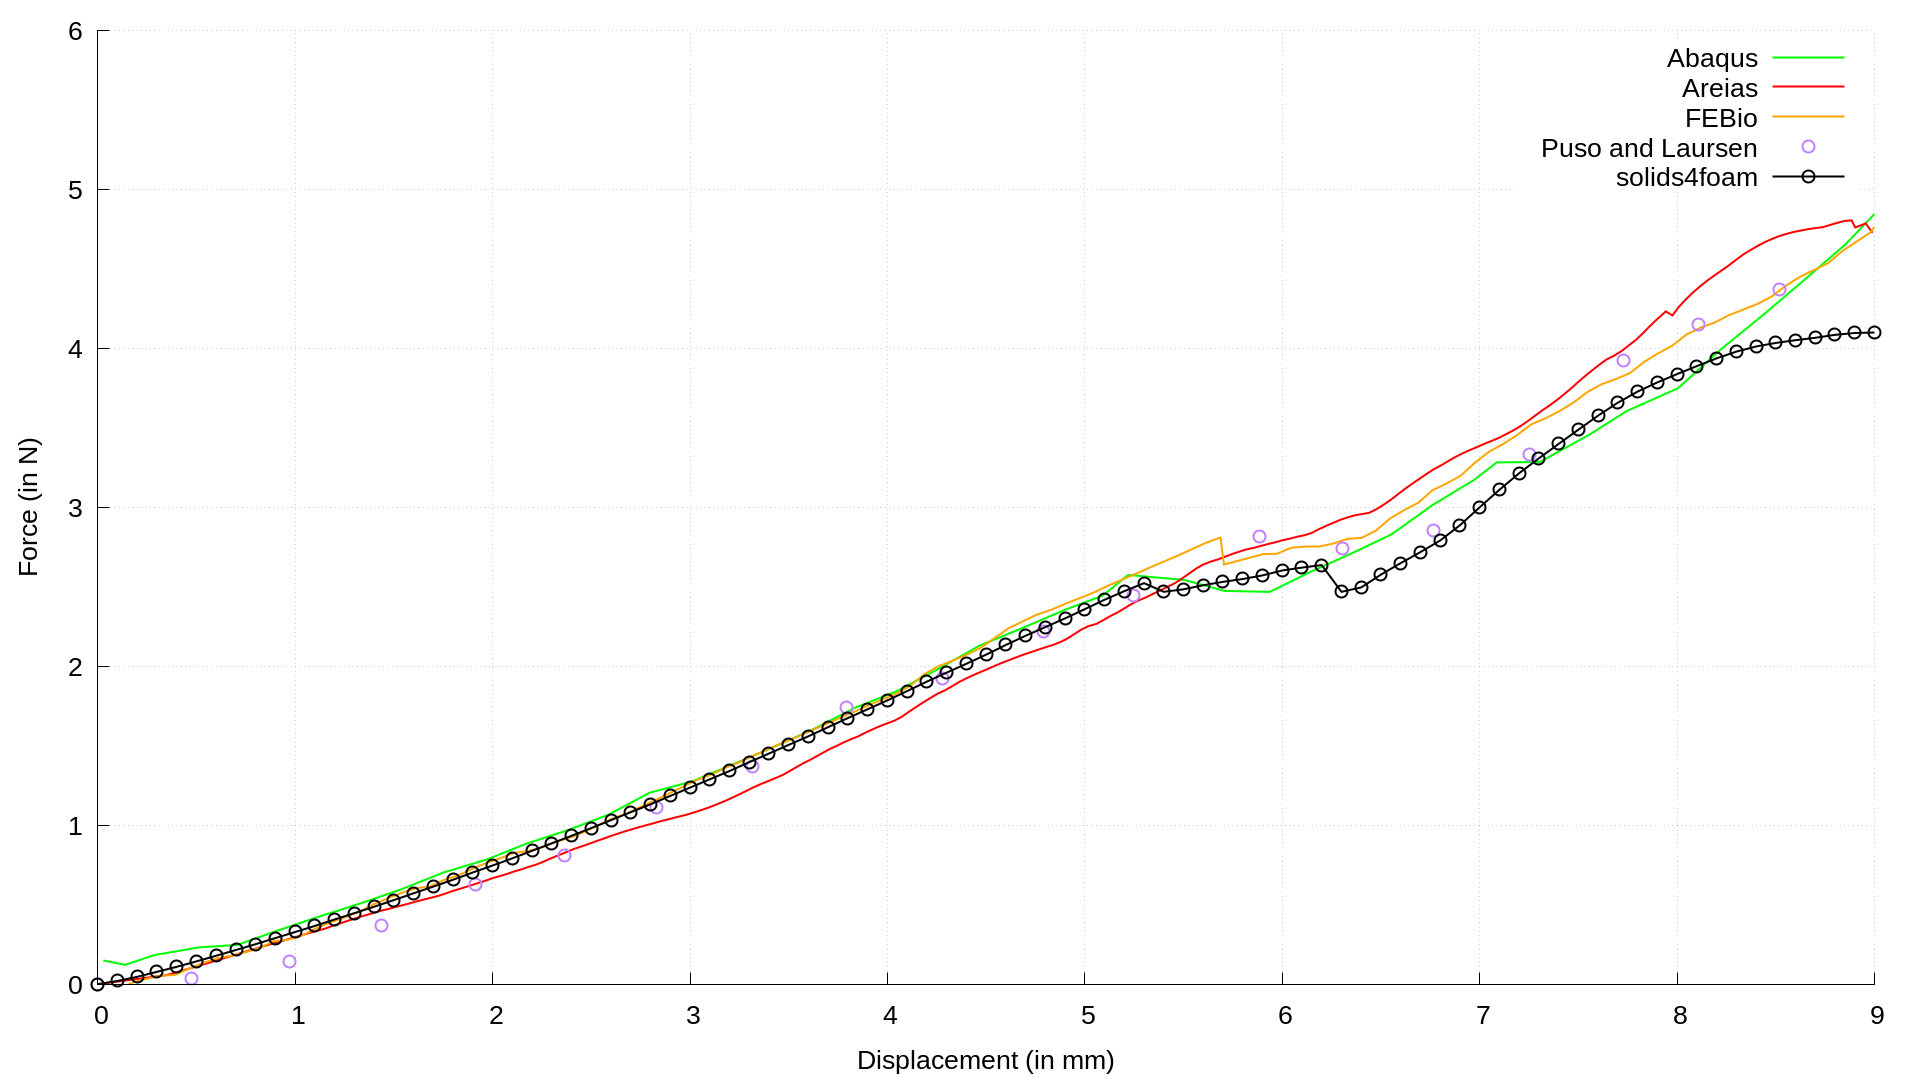 6
5
4
3
2
1
0
0 1 2 3 4 5 6 7 8 9
Force (in N)
Displacement (in mm)
Abaqus
Areias
FEBio
Puso and Laursen
solids4foam